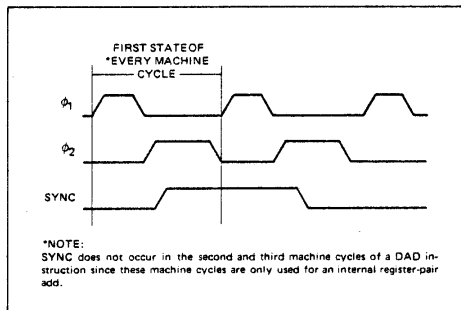 FIRST STATE OF
*EVERY MACHINE
CYCLE
ϕ1
ϕ2
SYNC
*NOTE:
SYNC does not occur in the second and third machine cycles of a DAD in-
struction since these machine cycles are only used for an internal register-pair
add.